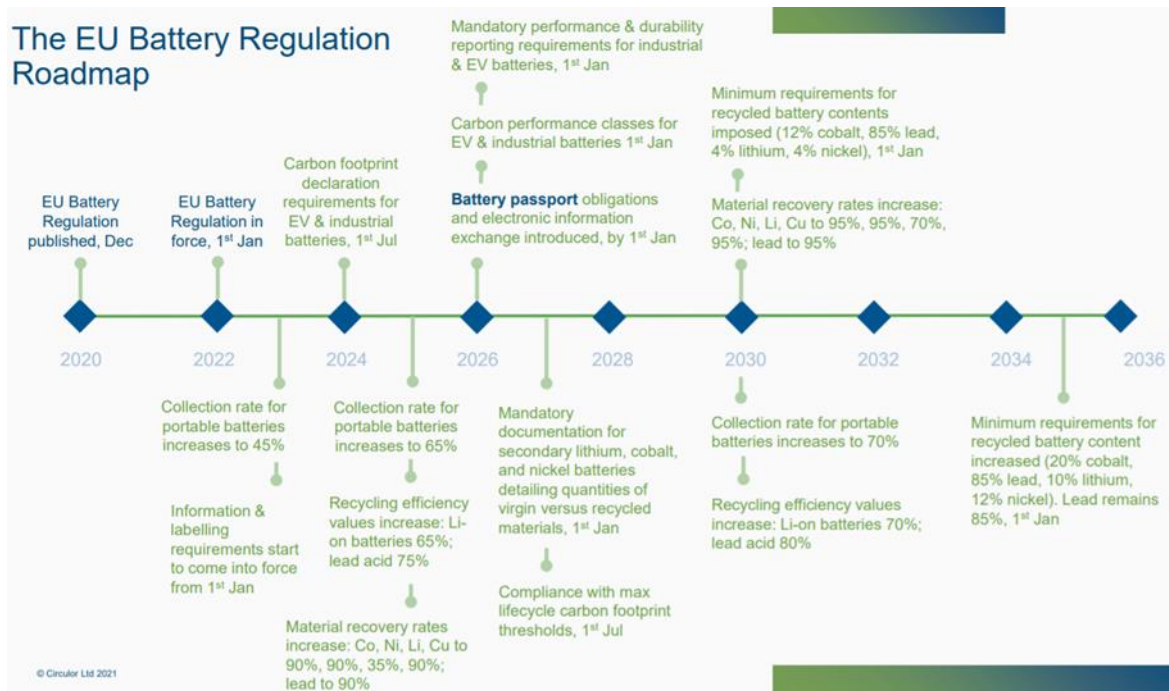 The EU Battery Regulation
Roadmap
EU Battery
Regulation
published, Dec
EU Battery
Regulation in
force, 1st Jan
Carbon footprint
declaration
requirements for
EV & industrial
batteries, 1st Jul
Mandatory performance & durability
reporting requirements for industrial
& EV batteries, 1st Jan
Carbon performance classes for
EV & industrial batteries 1st Jan
Battery passport obligations
and electronic information
exchange introduced, by 1st Jan
Minimum requirements for
recycled battery contents
imposed (12% cobalt, 85% lead,
4% lithium, 4% nickel), 1st Jan
Material recovery rates increase:
Co, Ni, Li, Cu to 95%, 95%, 70%,
95%; lead to 95%
2020
2022
2024
2026
2028
2030
2032
2034
2036
Collection rate for
portable batteries
increases to 45%
Information &
labelling
requirements start
to come into force
from 1st Jan
Collection rate for
portable batteries
increases to 65%
Recycling efficiency
values increase: Li-
on batteries 65%;
lead acid 75%
Material recovery rates
increase: Co, Ni, Li, Cu to
90%, 90%, 35%, 90%;
lead to 90%
Mandatory
documentation for
secondary lithium, cobalt,
and nickel batteries
detailing quantities of
virgin versus recycled
materials, 1st Jan
Compliance with max
lifecycle carbon footprint
thresholds, 1st Jul
Collection rate for portable
batteries increases to 70%
Recycling efficiency values
increase: Li-on batteries 70%;
lead acid 80%
Minimum requirements for
recycled battery content
increased (20% cobalt,
85% lead, 10% lithium,
12% nickel). Lead remains
85%, 1st Jan
© Circulor Ltd 2021